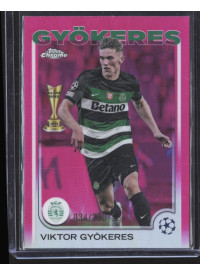 GYÖKERES
Topps
Chrome
Betano
VIKTOR GYÖKERES